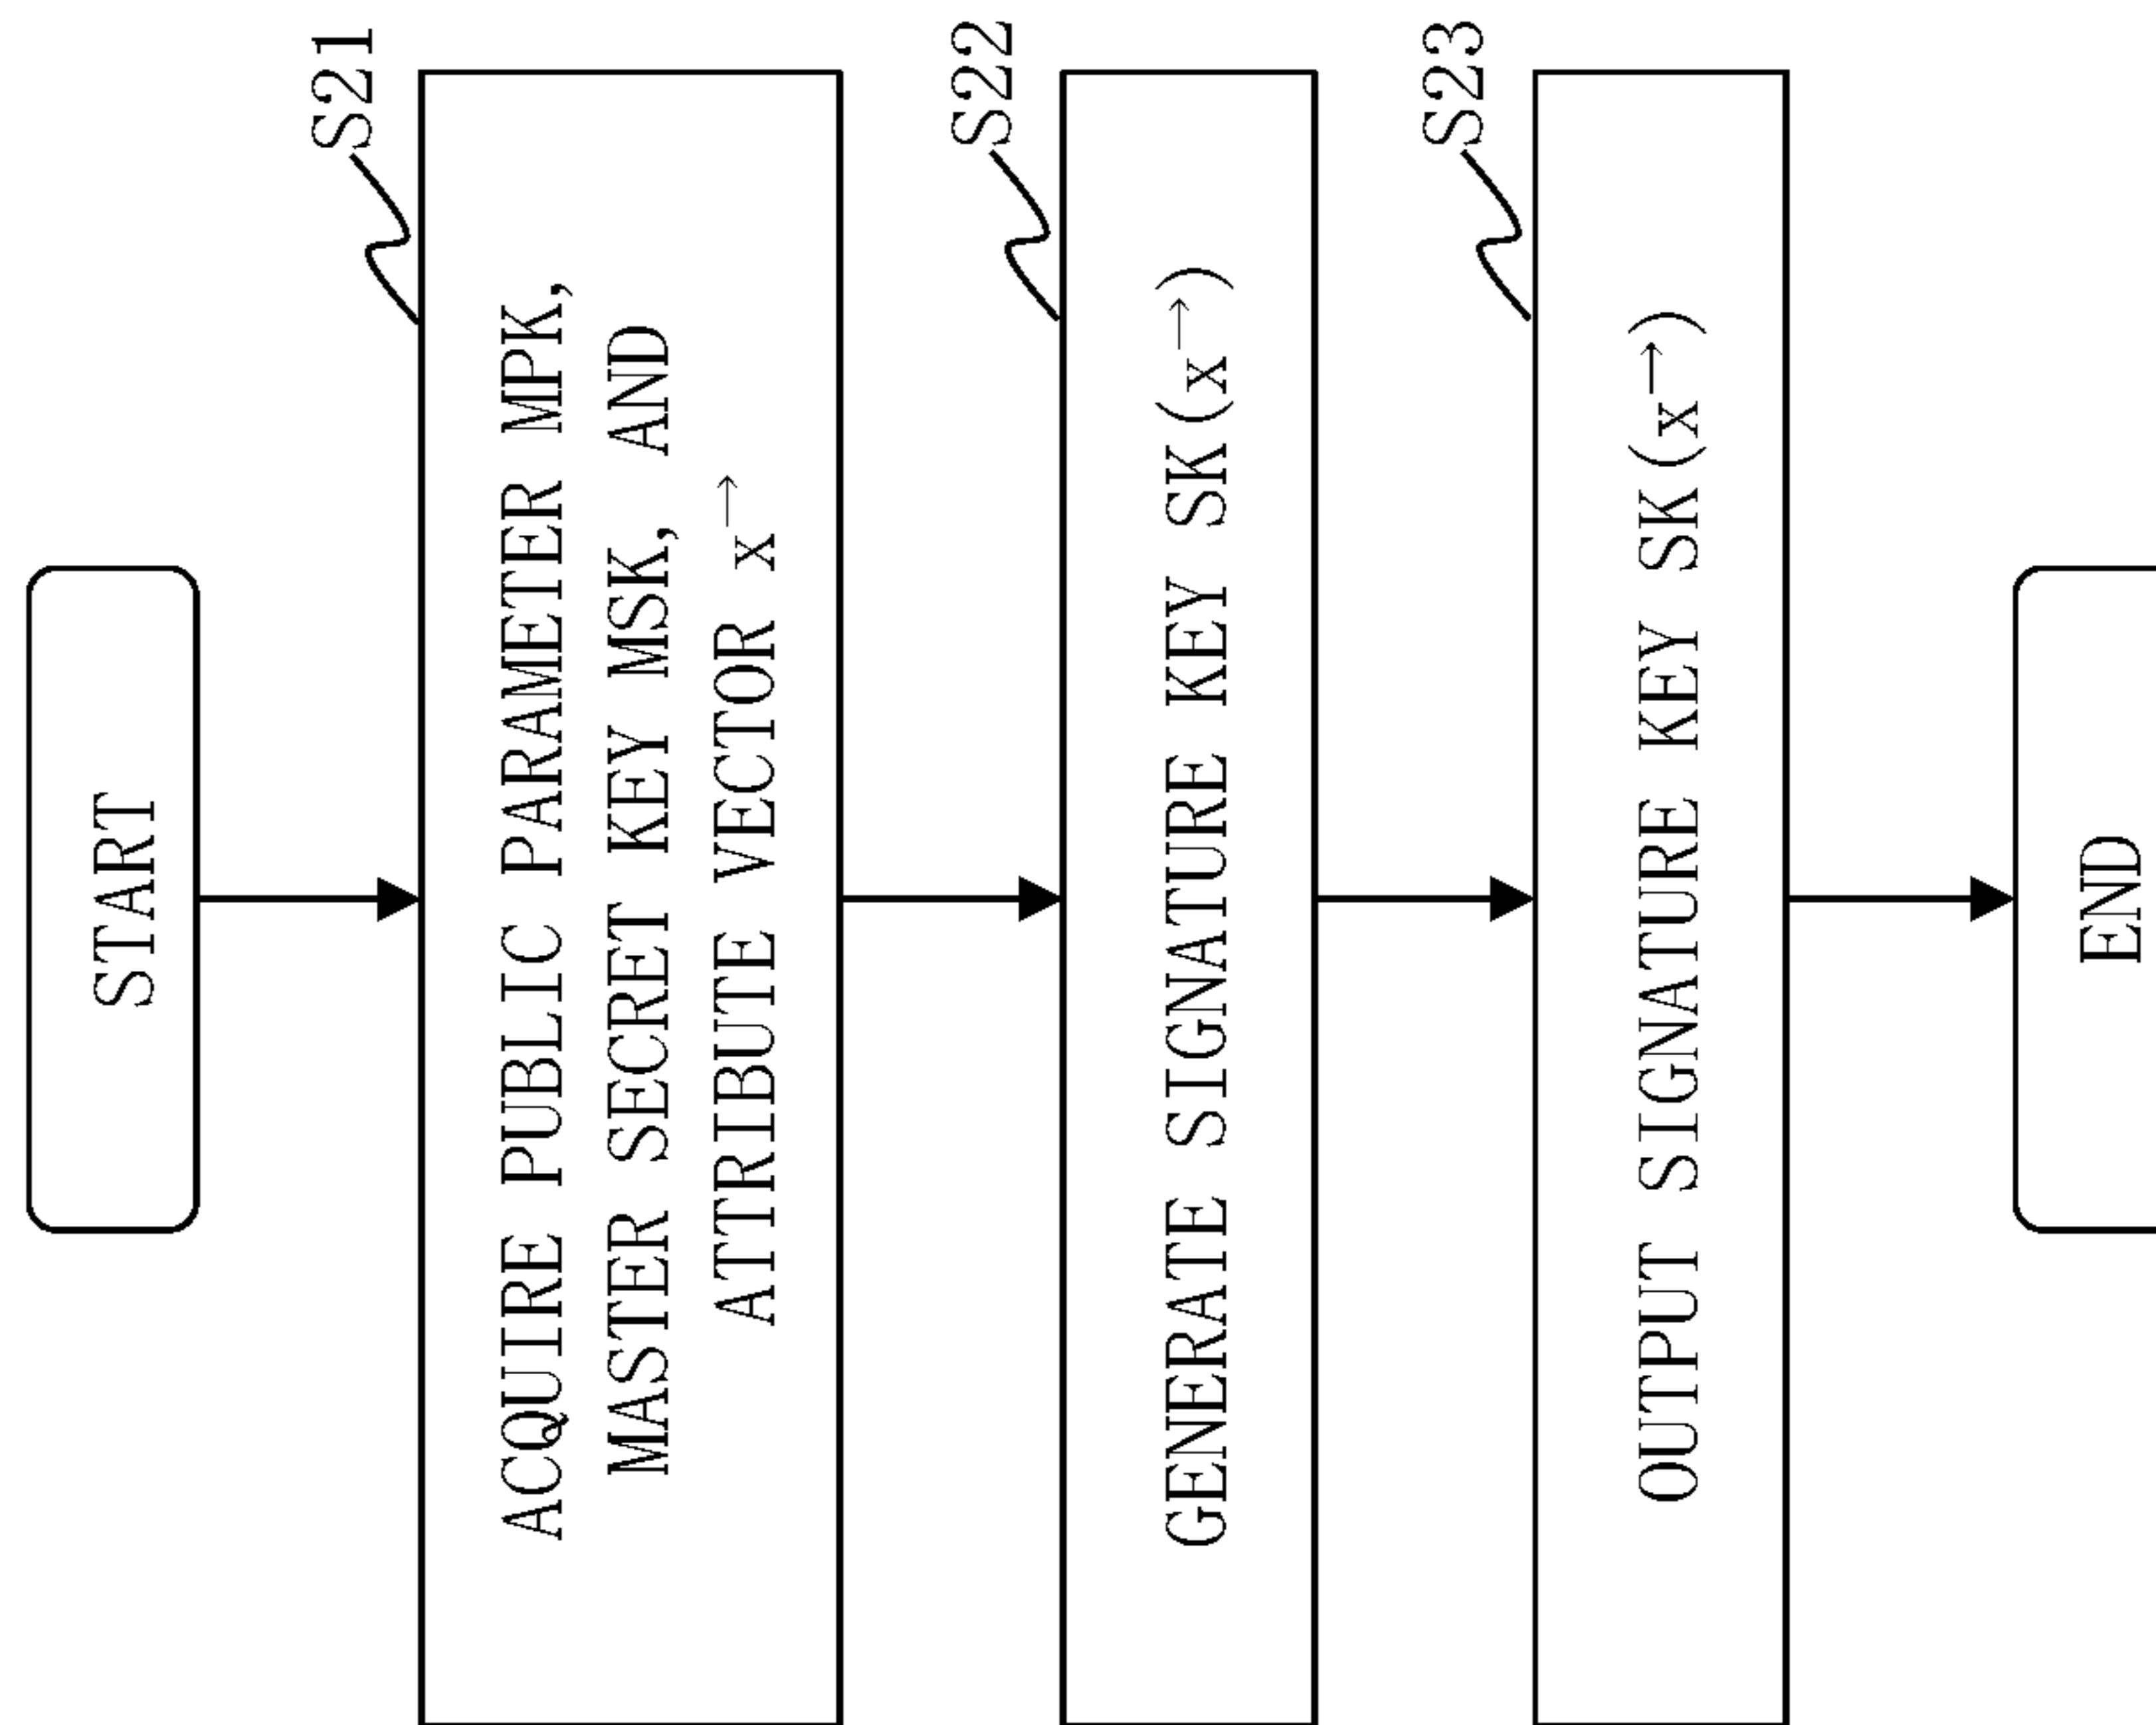 START
S21
ACQUIRE PUBLIC PARAMETER MPK,
MASTER SECRET KEY MSK, AND
ATTRIBUTE VECTOR x→
S22
GENERATE SIGNATURE KEY SK(x→)
S23
OUTPUT SIGNATURE KEY SK(x→)
END